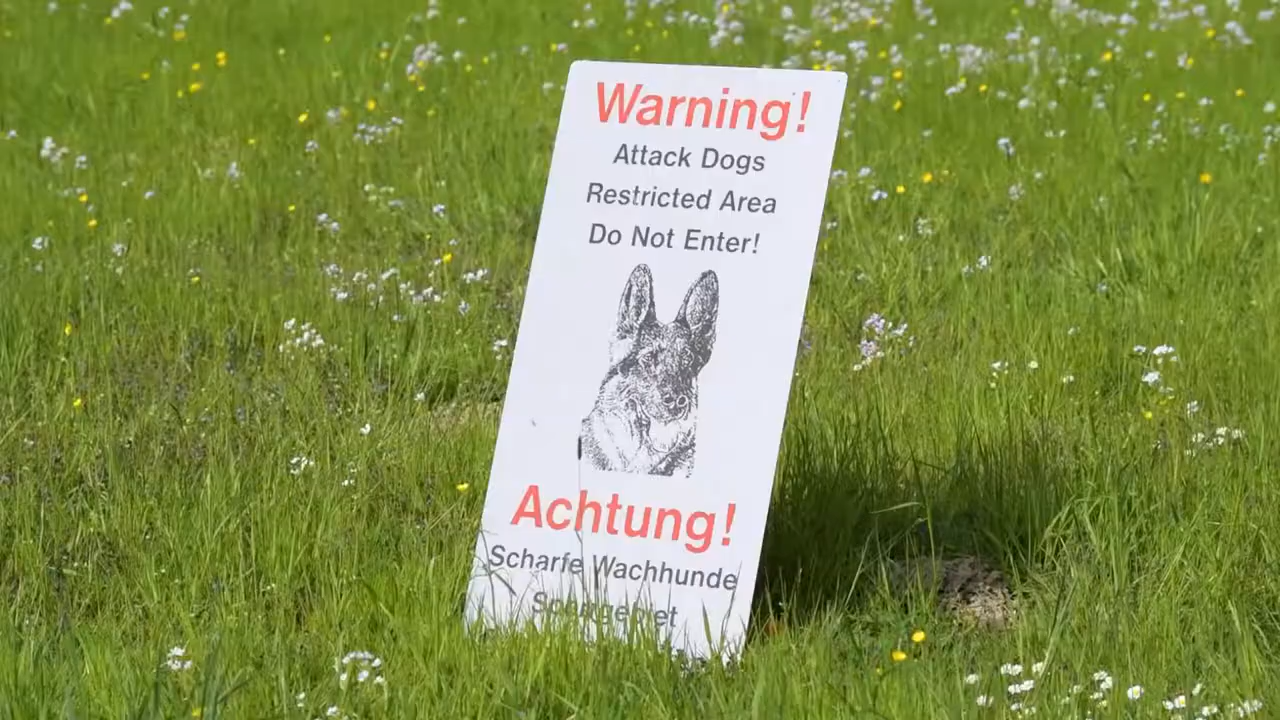 Warning!
Attack Dogs
Restricted Area
Do Not Enter!
Achtung!
Scharfe Wachhunde
Sperrgebiet